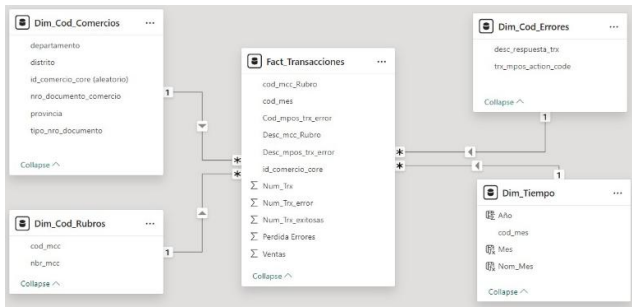 Dim_Cod_Comercios
departamento
distrito
id_comercio_core (aleatorio)
nro_documento_comercio
provincia
tipo_nro_documento
Collapse
Dim_Cod_Rubros
cod_mcc
nbr_mcc
Collapse
Fact_Transacciones
cod_mcc_Rubro
cod_mes
Cod_mpos_trx_error
Desc_mcc_Rubro
Desc_mpos_trx_error
id_comercio_core
Num_Trx
Num_Trx_error
Num_Trx_exitosas
Perdida Errores
Ventas
Collapse
Dim_Cod_Errores
desc_respuesta_trx
trx_mpos_action_code
Collapse
Dim_Tiempo
Año
cod_mes
Mes
Nom_Mes
Collapse
1
*
1
*
1
*
1
*